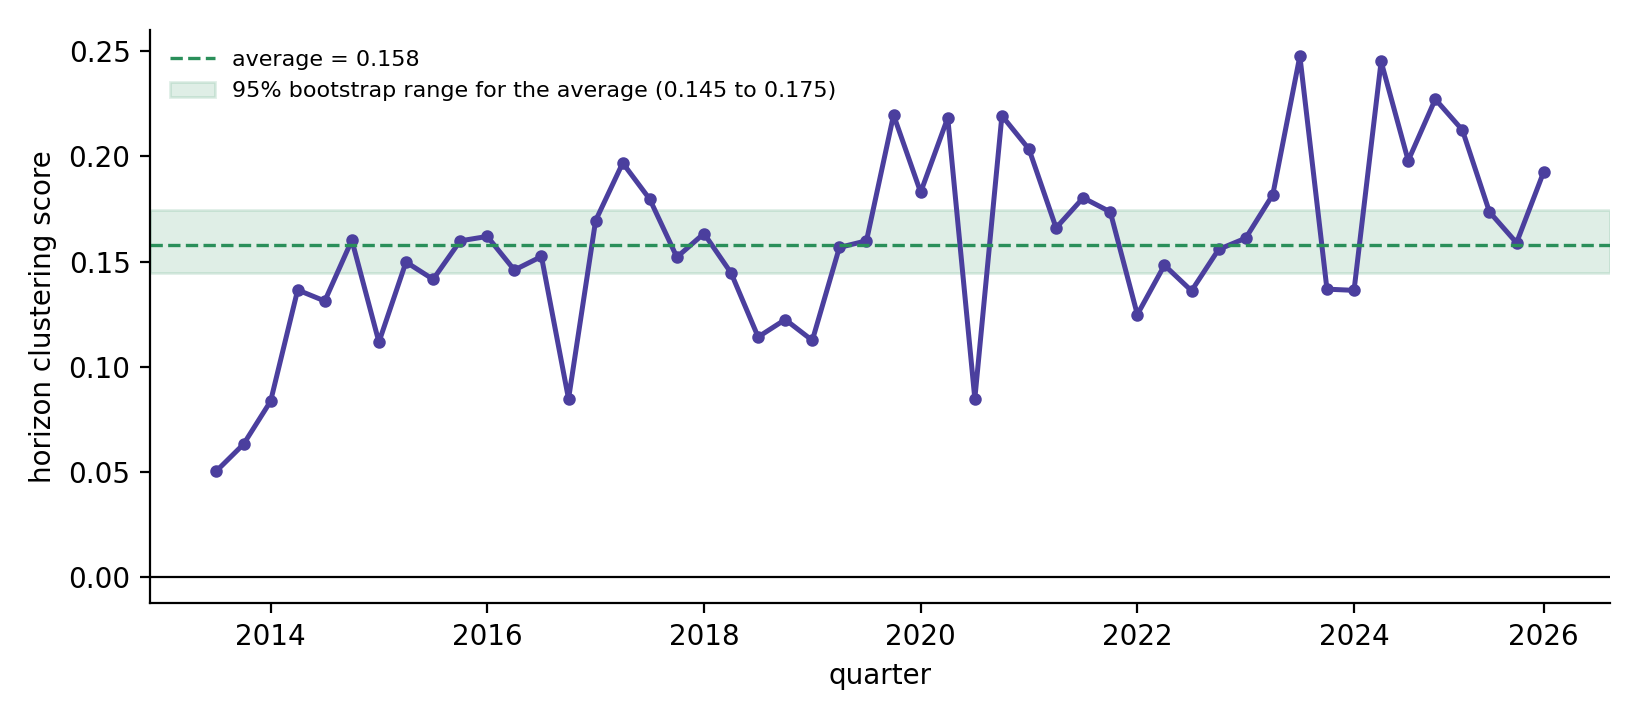 0.25
0.20
0.15
0.10
0.05
0.00
horizon clustering score
average = 0.158
95% bootstrap range for the average (0.145 to 0.175)
2014 2016 2018 2020 2022 2024 2026
quarter